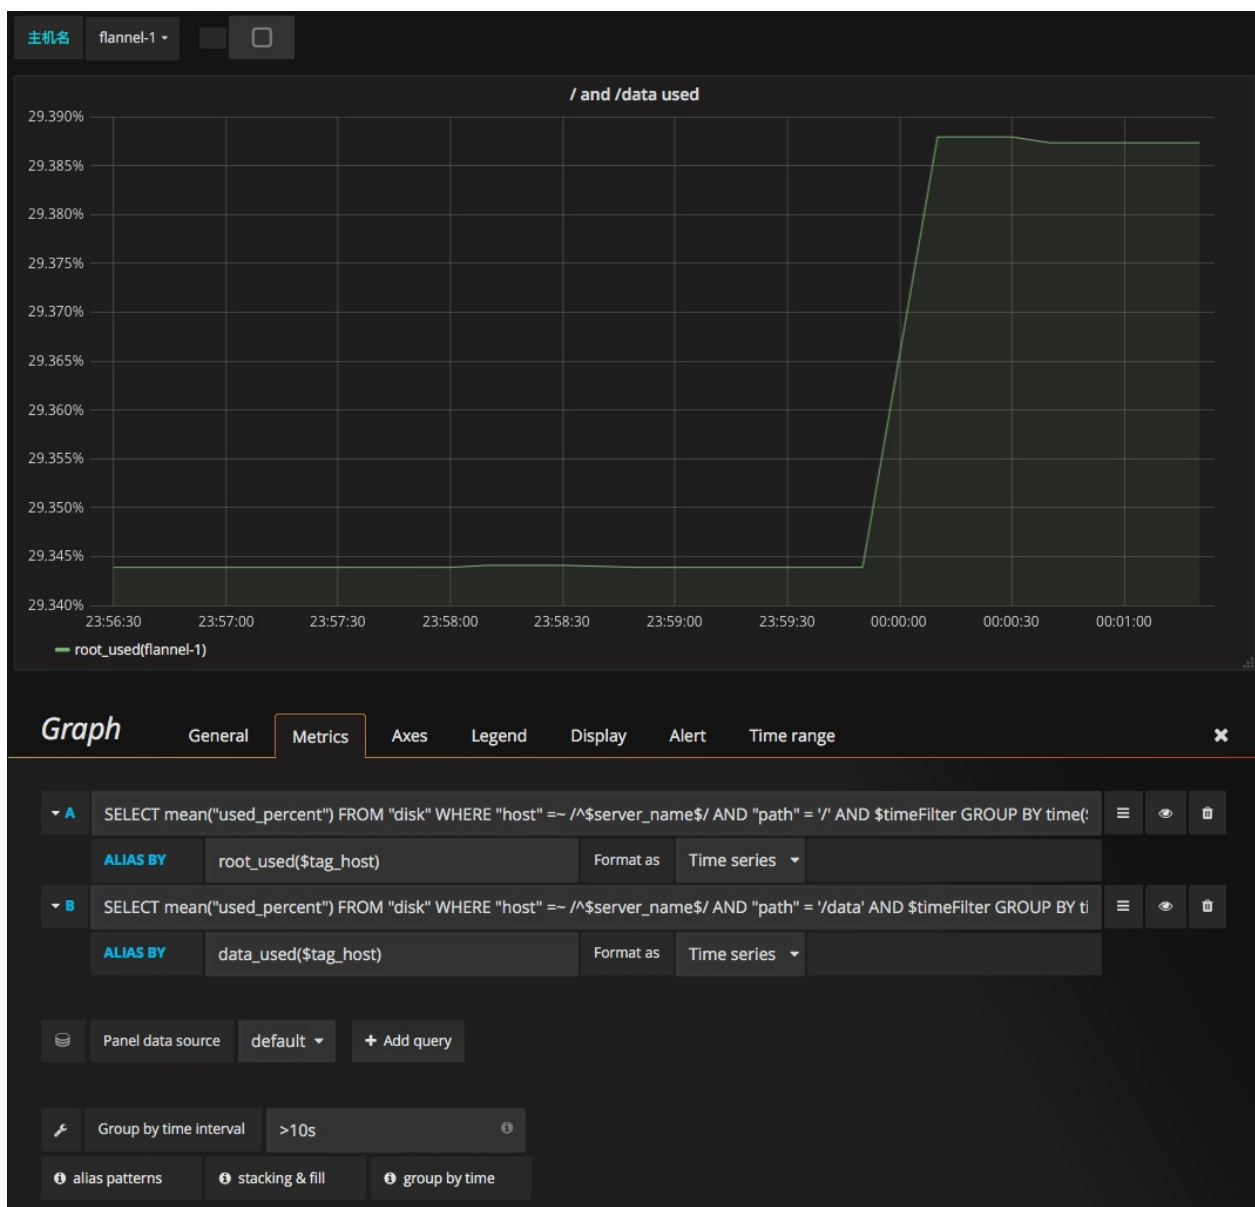 主机名 flannel-1
/ and /data used
29.390%
29.385%
29.380%
29.375%
29.370%
29.365%
29.360%
29.355%
29.350%
29.345%
29.340%
23:56:30 23:57:00 23:57:30 23:58:00 23:58:30 23:59:00 23:59:30 00:00:00 00:00:30 00:01:00
root_used(flannel-1)
Graph General Metrics Axes Legend Display Alert Time range
A SELECT mean("used_percent") FROM "disk" WHERE "host" =~ /^$server_name$/ AND "path" = '/' AND $timeFilter GROUP BY time(
ALIAS BY root_used($tag_host) Format as Time series
B SELECT mean("used_percent") FROM "disk" WHERE "host" =~ /^$server_name$/ AND "path" = '/data' AND $timeFilter GROUP BY ti
ALIAS BY data_used($tag_host) Format as Time series
Panel data source default + Add query
Group by time interval >10s
alias patterns stacking & fill group by time